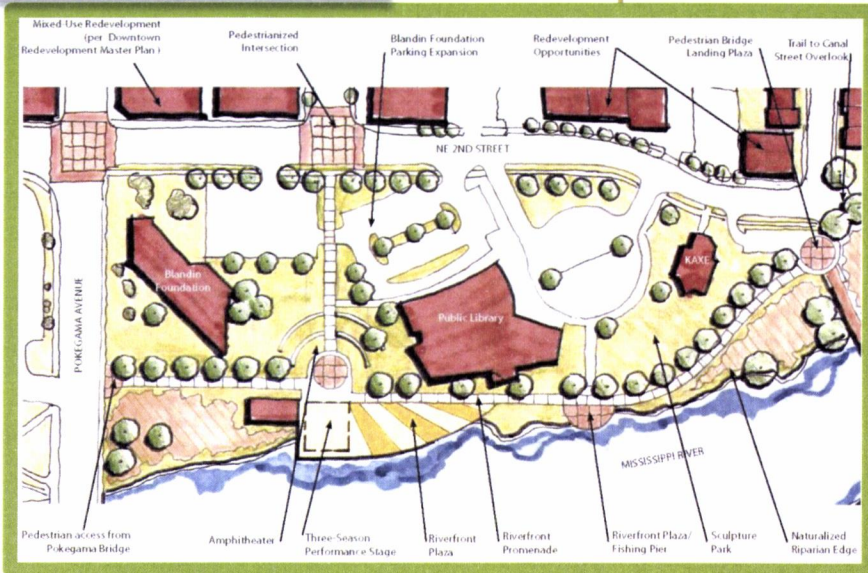 Mixed-Use Redevelopment
(per Downtown
Redevelopment Master Plan)
Pedestrianized
Intersection
Blandin Foundation
Parking Expansion
Redevelopment
Opportunities
Pedestrian Bridge
Landing Plaza
Trail to Canal
Street Overlook
NE 2ND STREET
POKEGAMA AVENUE
Blandin
Foundation
Public Library
KAXE
MISSISSIPPI RIVER
Pedestrian access from
Pokegama Bridge
Amphitheater
Three-Season
Performance Stage
Riverfront
Plaza
Riverfront
Promenade
Riverfront Plaza/
Fishing Pier
Sculpture
Park
Naturalized
Riparian Edge